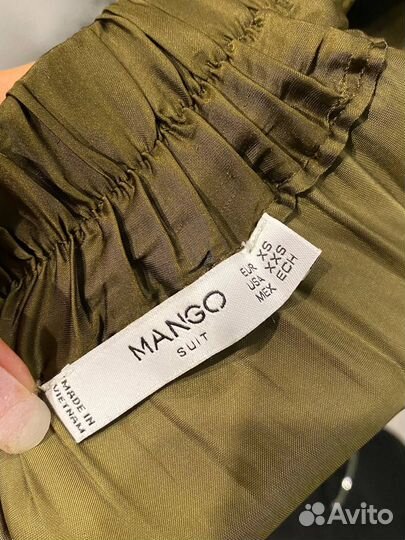 MANGO
SUIT
MADE IN
VIETNAM
EUR XS
USA XXS
MEX ECH
Avito